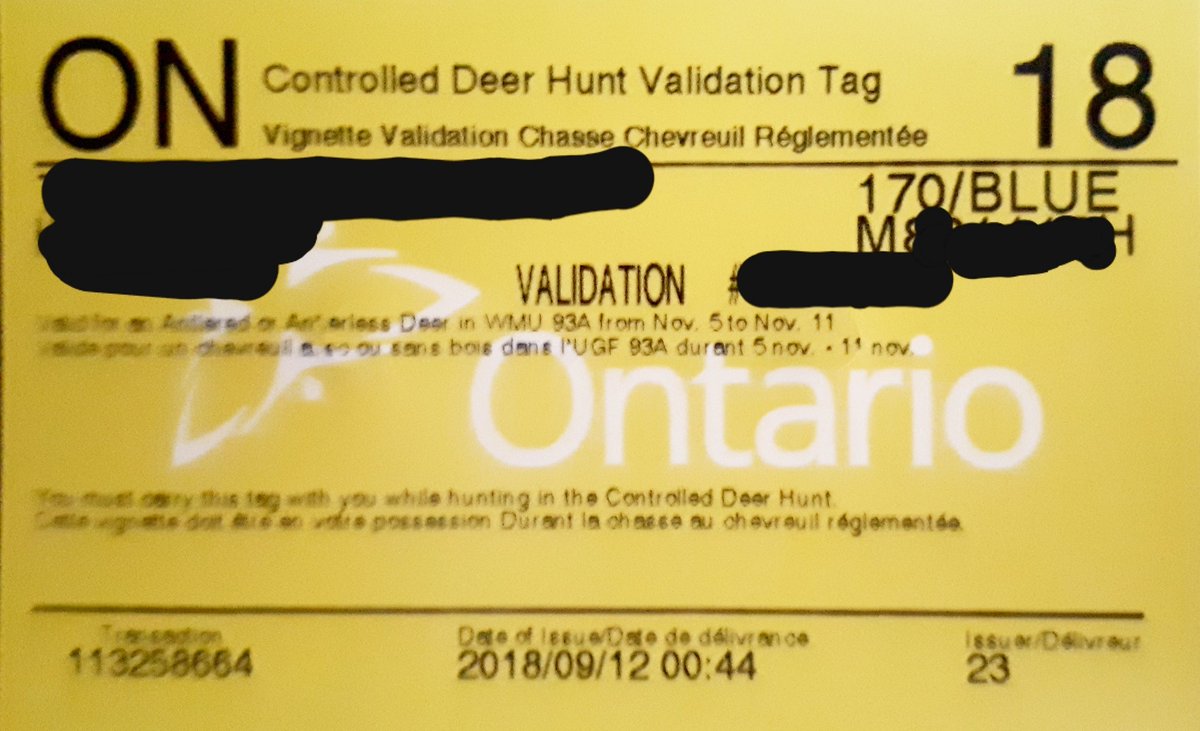 ON Controlled Deer Hunt Validation Tag 18
Vignette Validation Chasse Chevreuil Réglementée
170/BLUE
VALIDATION #
Valid for an Antlered or Antlerless Deer in WMU 93A from Nov. 5 to Nov. 11
Valide pour un chevreuil avec ou sans bois dans l'UGF 93A durant 5 nov. - 11 nov.
Ontario
You must carry this tag with you while hunting in the Controlled Deer Hunt.
Cette vignette doit être en votre possession Durant la chasse au chevreuil réglementée.
Transaction Date of Issue/Date de délivrance Issuer/Délivreur
113258664 2018/09/12 00:44 23